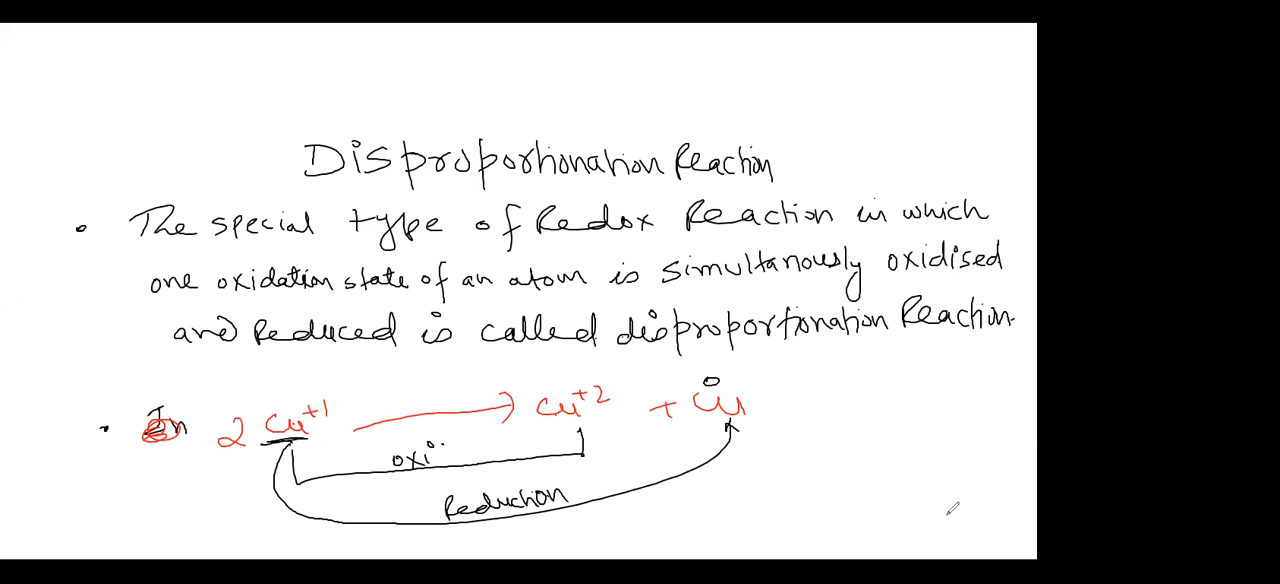 Disproportionation Reaction
• The special type of Redox Reaction in which
one oxidation state of an atom is simultanously oxidised
and Reduced is called disproportionation Reaction.
• In 2 Cu+1 → Cu+2 + Cu0
oxi.
Reduction